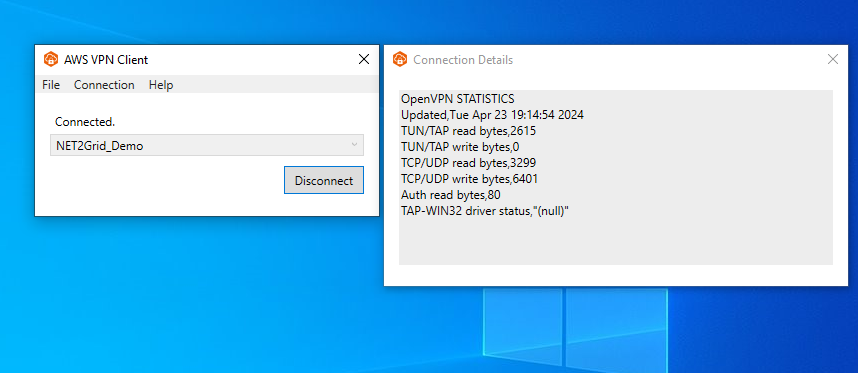 AWS VPN Client
File Connection Help
Connected.
NET2Grid_Demo
Disconnect
Connection Details
OpenVPN STATISTICS
Updated,Tue Apr 23 19:14:54 2024
TUN/TAP read bytes,2615
TUN/TAP write bytes,0
TCP/UDP read bytes,3299
TCP/UDP write bytes,6401
Auth read bytes,80
TAP-WIN32 driver status,"(null)"